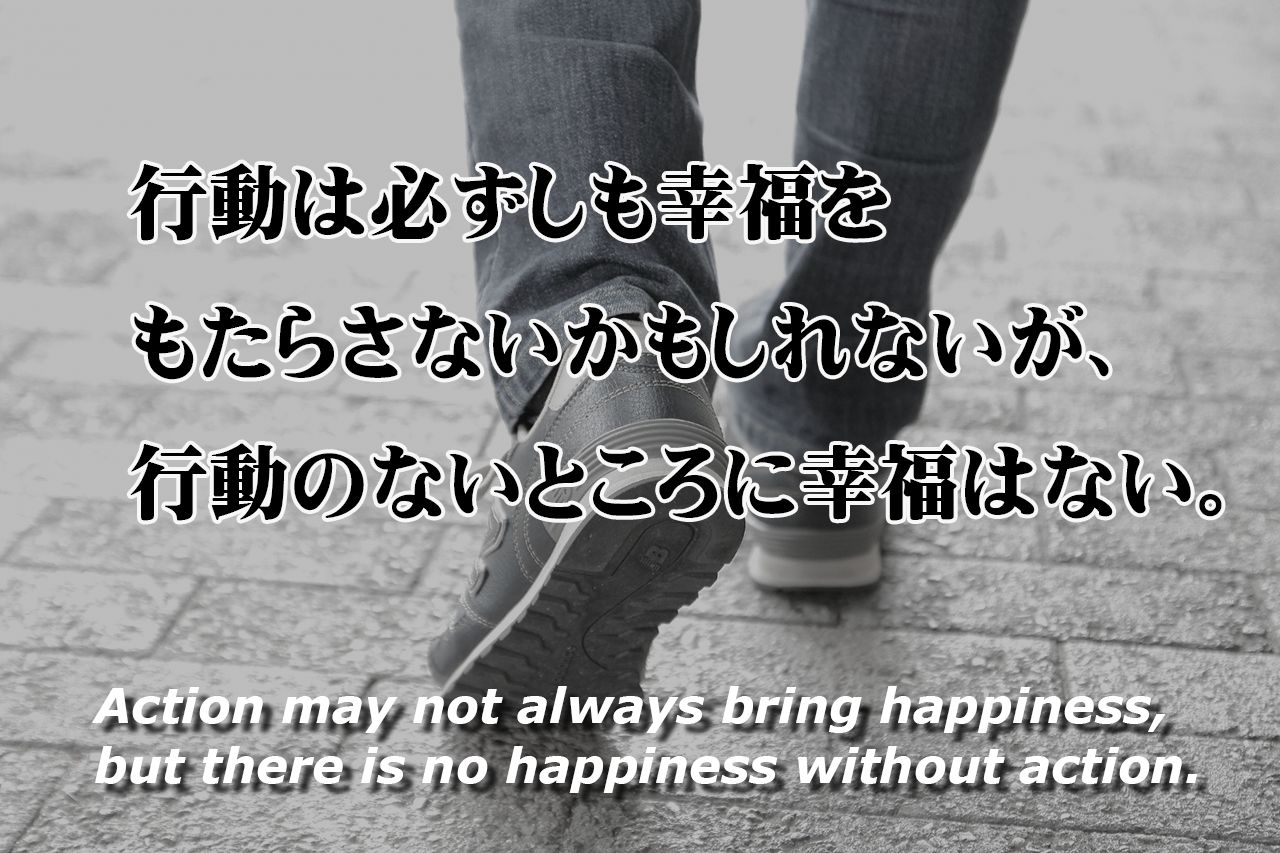 行動は必ずしも幸福を
もたらさないかもしれないが、
行動のないところに幸福はない。
Action may not always bring happiness,
but there is no happiness without action.